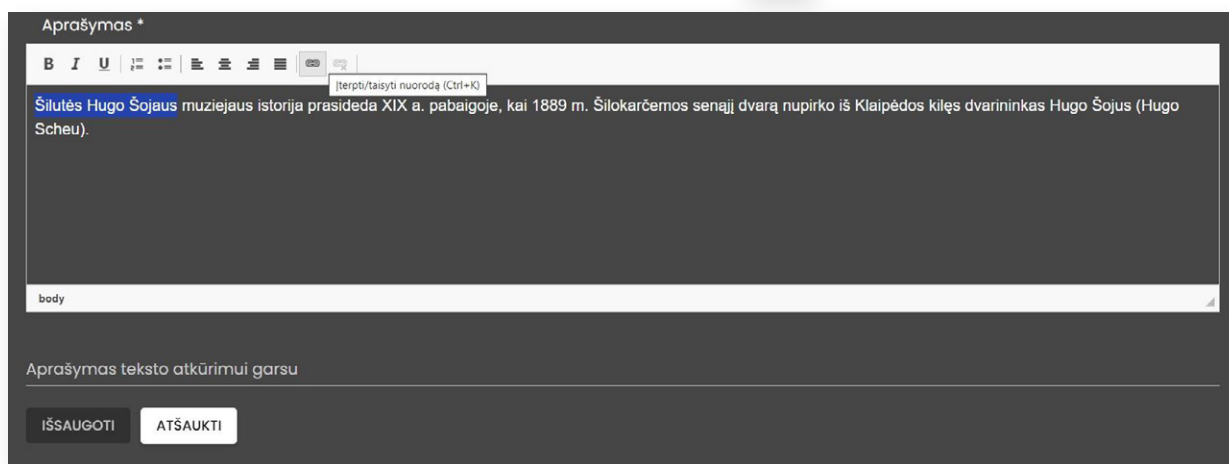 Aprašymas *
B I U
Įterpti/taisyti nuorodą (Ctrl+K)
Šilutės Hugo Šojaus muziejaus istorija prasideda XIX a. pabaigoje, kai 1889 m. Šilokarčemos senąjį dvarą nupirko iš Klaipėdos kilęs dvarininkas Hugo Šojus (Hugo
Scheu).
body
Aprašymas teksto atkūrimui garsu
IŠSAUGOTI ATŠAUKTI